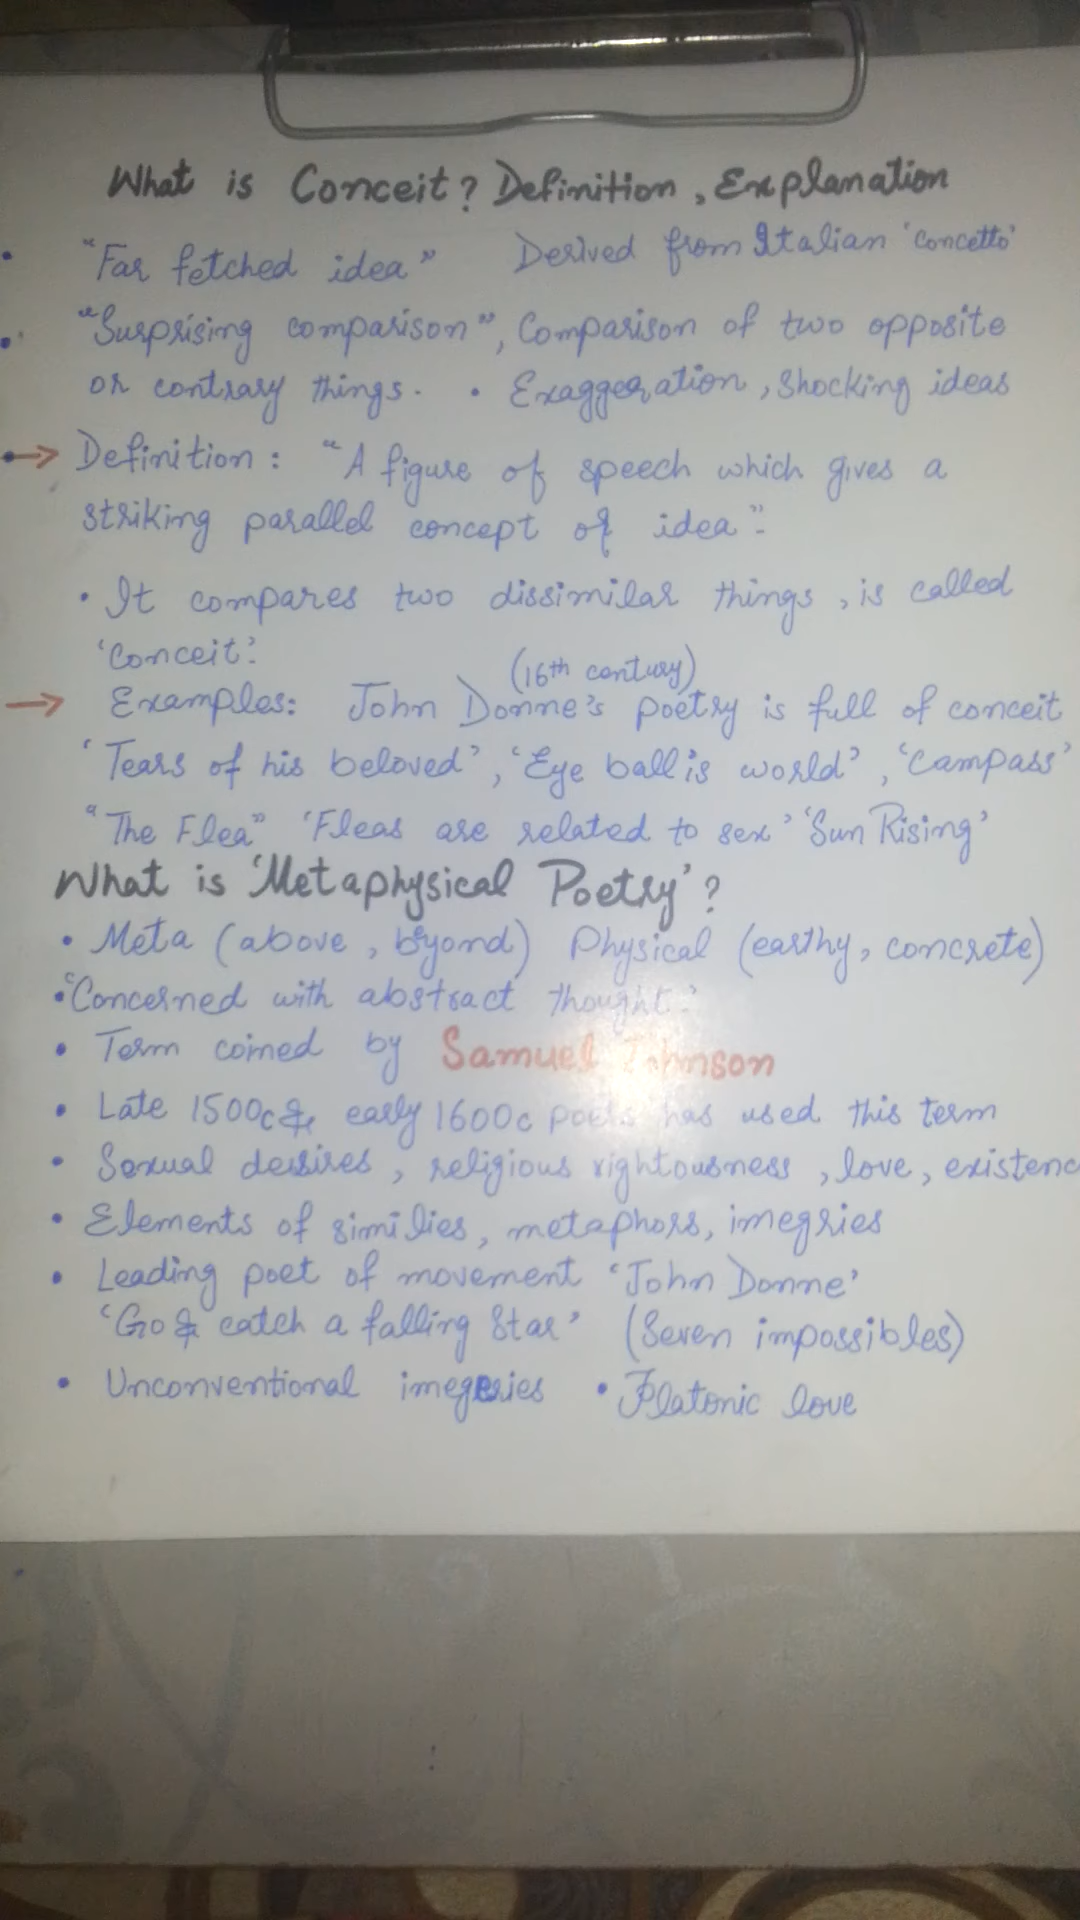 What is Conceit? Definition, Explanation
• "Far fetched idea" Derived from Italian 'concetto'
• "Surprising comparison", Comparison of two opposite
or contrary things. • Exaggeration, Shocking ideas
• → Definition: "A figure of speech which gives a
striking parallel concept of idea".
• It compares two dissimilar things, is called
'Conceit'.
(16th century)
→ Examples: John Donne's poetry is full of conceit
'Tears of his beloved', 'Eye ball is world', 'Campass'
"The Flea" 'Fleas are related to sex' 'Sun Rising'
What is 'Metaphysical Poetry'?
• Meta (above, beyond) Physical (earthy, concrete)
• 'Concerned with abstract thought.'
• Term coined by Samuel Johnson
• Late 1500c & early 1600c poets has used this term
• Sexual desires, religious rightousness, love, existenc
• Elements of similies, metaphors, imegries
• Leading poet of movement 'John Donne'
'Go & catch a falling Star' (Seven impossibles)
• Unconventional imegeries • Platonic love